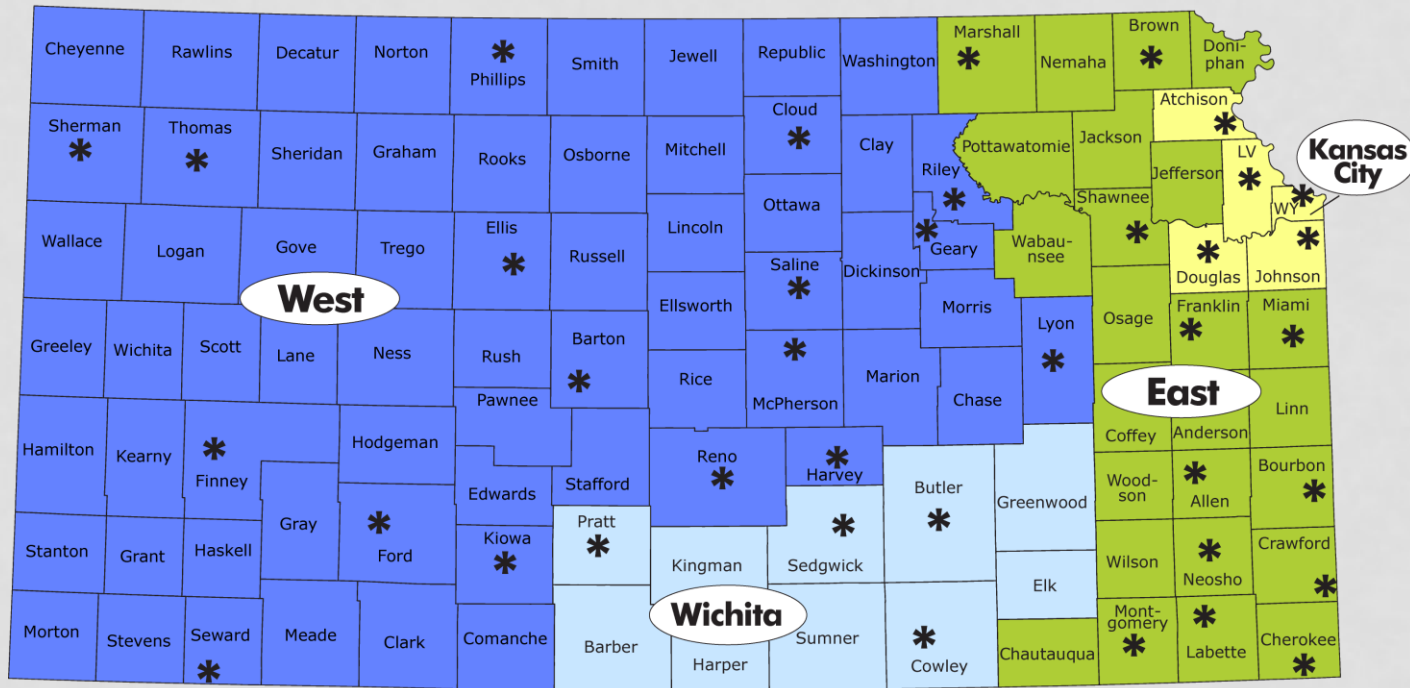 Cheyenne
Rawlins
Decatur
Norton
Phillips
Smith
Jewell
Republic
Washington
Marshall
Nemaha
Brown
Doni-
phan
Sherman
Thomas
Sheridan
Graham
Rooks
Osborne
Mitchell
Cloud
Clay
Riley
Pottawatomie
Jackson
Atchison
Jefferson
LV
Kansas
City
WY
Wallace
Logan
Gove
Trego
Ellis
Russell
Lincoln
Ottawa
Saline
Dickinson
Geary
Wabau-
nsee
Shawnee
Douglas
Johnson
West
Ellsworth
Morris
Lyon
Osage
Franklin
Miami
Greeley
Wichita
Scott
Lane
Ness
Rush
Barton
Rice
McPherson
Marion
Chase
East
Coffey
Anderson
Linn
Hamilton
Kearny
Finney
Hodgeman
Pawnee
Edwards
Stafford
Reno
Harvey
Butler
Greenwood
Wood-
son
Allen
Bourbon
Stanton
Grant
Haskell
Gray
Ford
Kiowa
Pratt
Kingman
Sedgwick
Elk
Wilson
Neosho
Crawford
Morton
Stevens
Seward
Meade
Clark
Comanche
Barber
Wichita
Harper
Sumner
Cowley
Chautauqua
Mont-
gomery
Labette
Cherokee